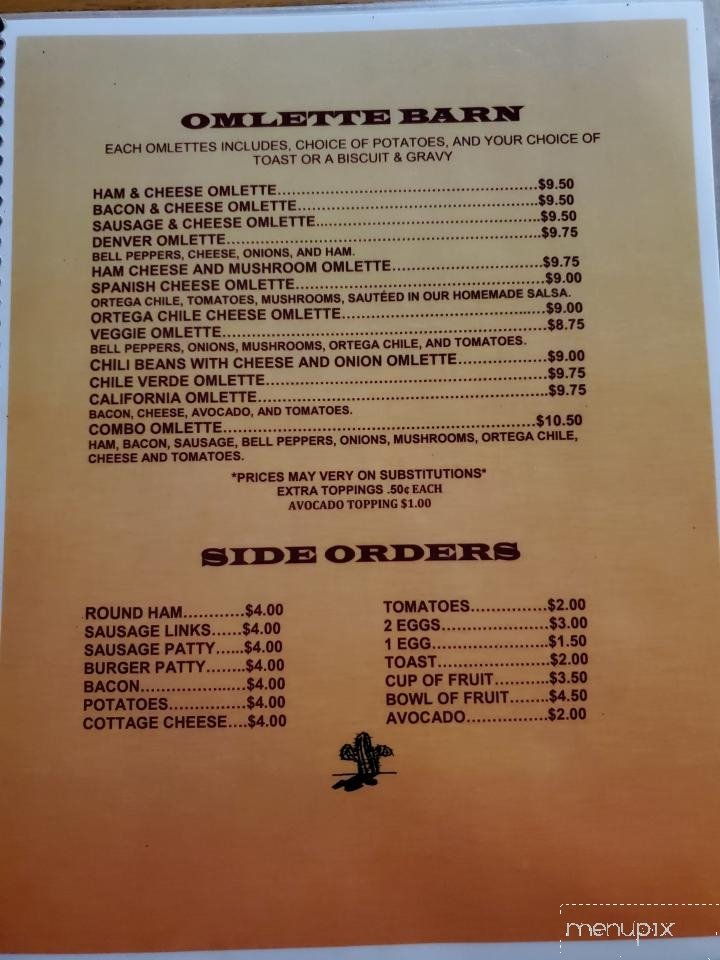 OMLETTE BARN
EACH OMLETTES INCLUDES, CHOICE OF POTATOES, AND YOUR CHOICE OF
TOAST OR A BISCUIT & GRAVY
HAM & CHEESE OMLETTE.................................................$9.50
BACON & CHEESE OMLETTE.............................................$9.50
SAUSAGE & CHEESE OMLETTE..........................................$9.50
DENVER OMLETTE...........................................................$9.75
BELL PEPPERS, CHEESE, ONIONS, AND HAM.
HAM CHEESE AND MUSHROOM OMLETTE............................$9.75
SPANISH CHEESE OMLETTE..............................................$9.00
ORTEGA CHILE, TOMATOES, MUSHROOMS, SAUTÉED IN OUR HOMEMADE SALSA.
ORTEGA CHILE CHEESE OMLETTE......................................$9.00
VEGGIE OMLETTE............................................................$8.75
BELL PEPPERS, ONIONS, MUSHROOMS, ORTEGA CHILE, AND TOMATOES.
CHILI BEANS WITH CHEESE AND ONION OMLETTE.................$9.00
CHILE VERDE OMLETTE....................................................$9.75
CALIFORNIA OMLETTE......................................................$9.75
BACON, CHEESE, AVOCADO, AND TOMATOES.
COMBO OMLETTE...........................................................$10.50
HAM, BACON, SAUSAGE, BELL PEPPERS, ONIONS, MUSHROOMS, ORTEGA CHILE,
CHEESE AND TOMATOES.
*PRICES MAY VERY ON SUBSTITUTIONS*
EXTRA TOPPINGS .50¢ EACH
AVOCADO TOPPING $1.00
SIDE ORDERS
ROUND HAM............$4.00
SAUSAGE LINKS......$4.00
SAUSAGE PATTY......$4.00
BURGER PATTY........$4.00
BACON.....................$4.00
POTATOES...............$4.00
COTTAGE CHEESE....$4.00
TOMATOES...............$2.00
2 EGGS.....................$3.00
1 EGG.......................$1.50
TOAST......................$2.00
CUP OF FRUIT...........$3.50
BOWL OF FRUIT........$4.50
AVOCADO................$2.00
menupix